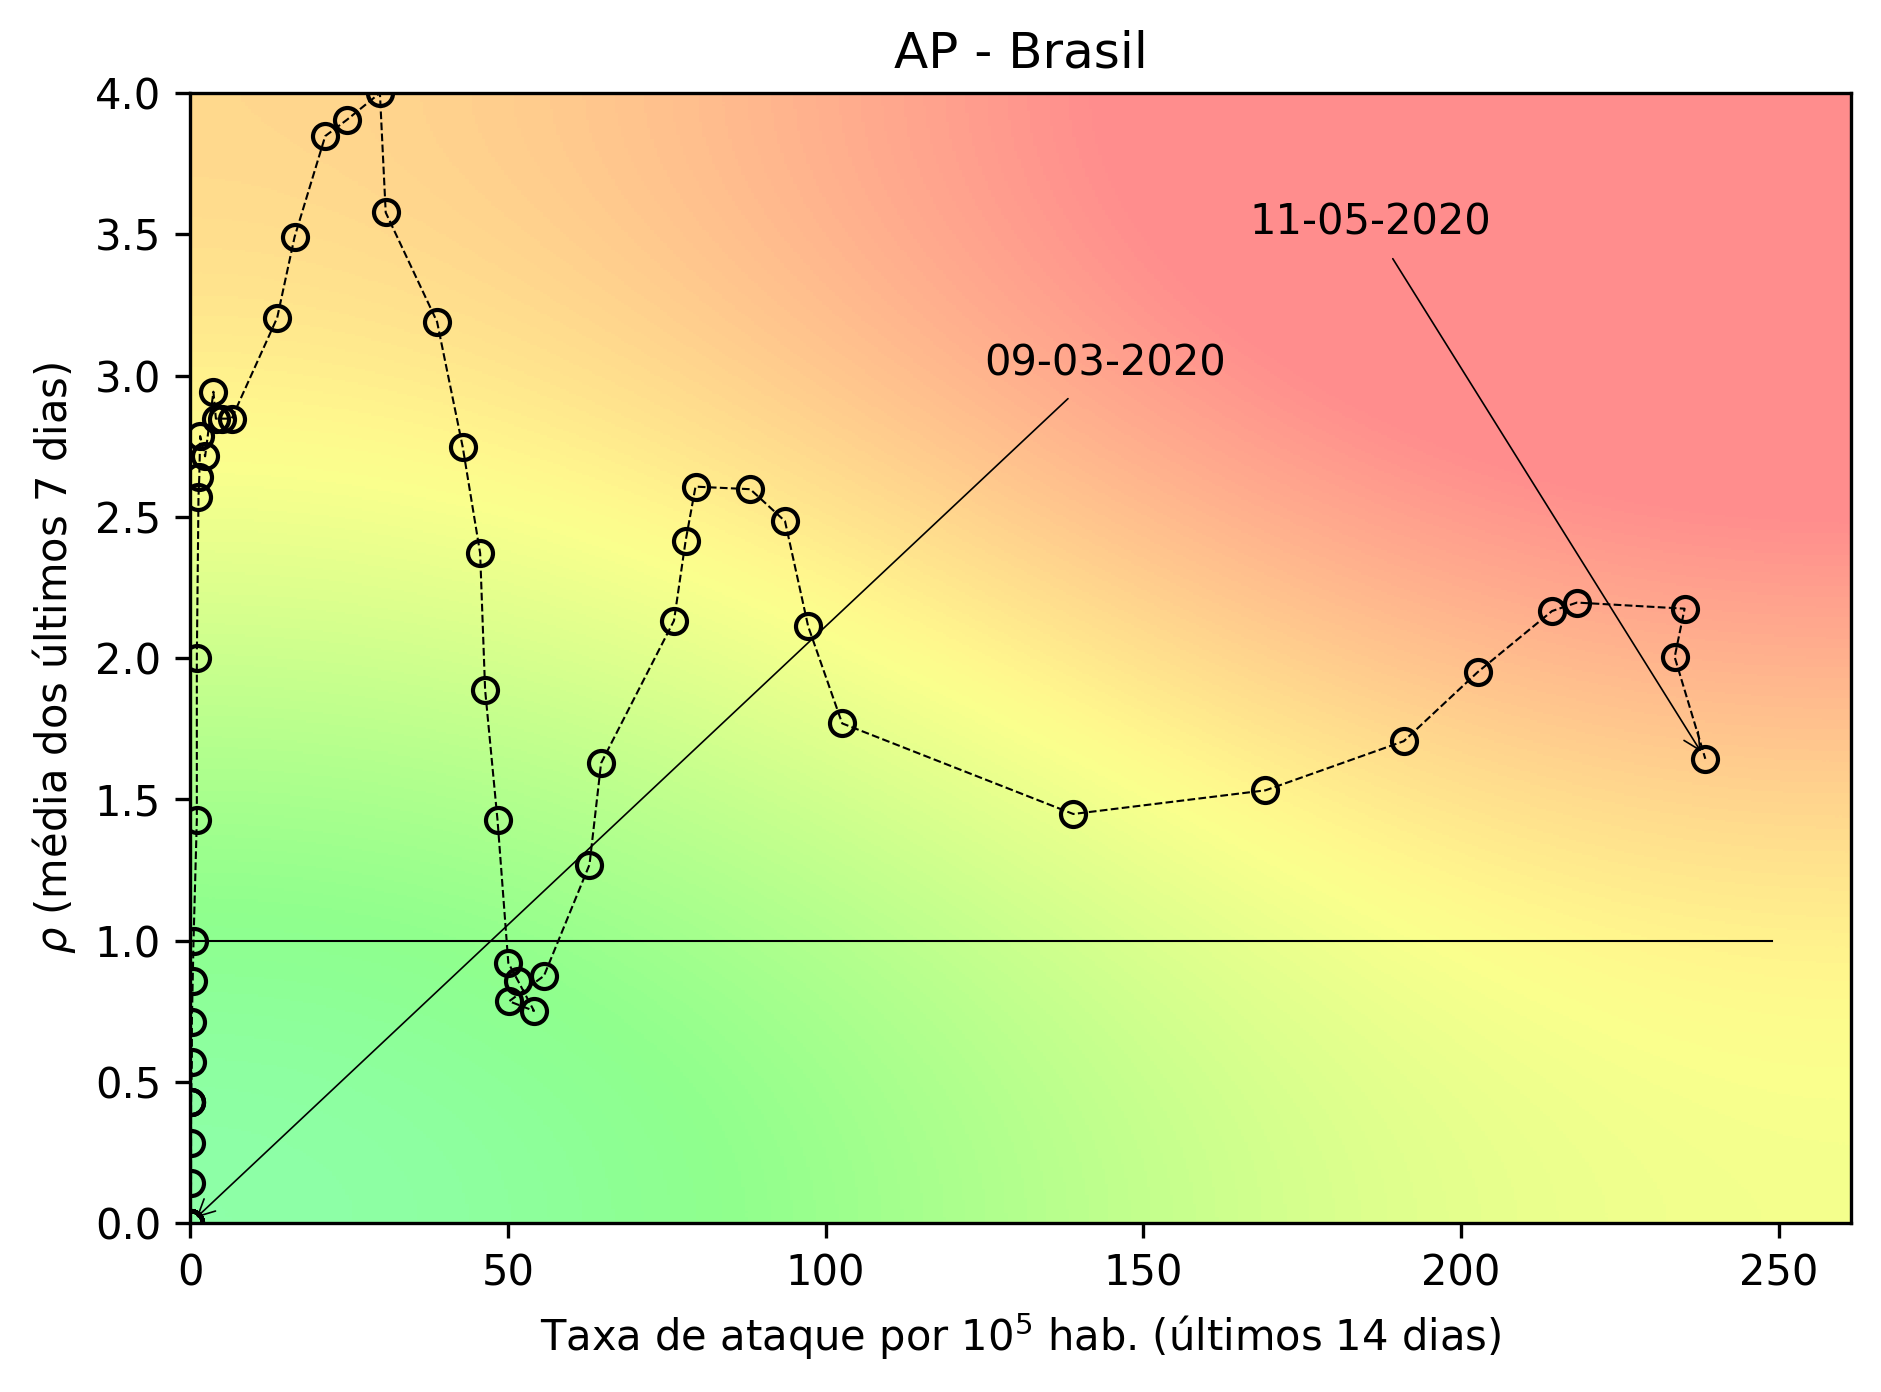 AP - Brasil
4.0
3.5
3.0
2.5
2.0
1.5
1.0
0.5
0.0
ρ (média dos últimos 7 dias)
11-05-2020
09-03-2020
0 50 100 150 200 250
Taxa de ataque por 10⁵ hab. (últimos 14 dias)